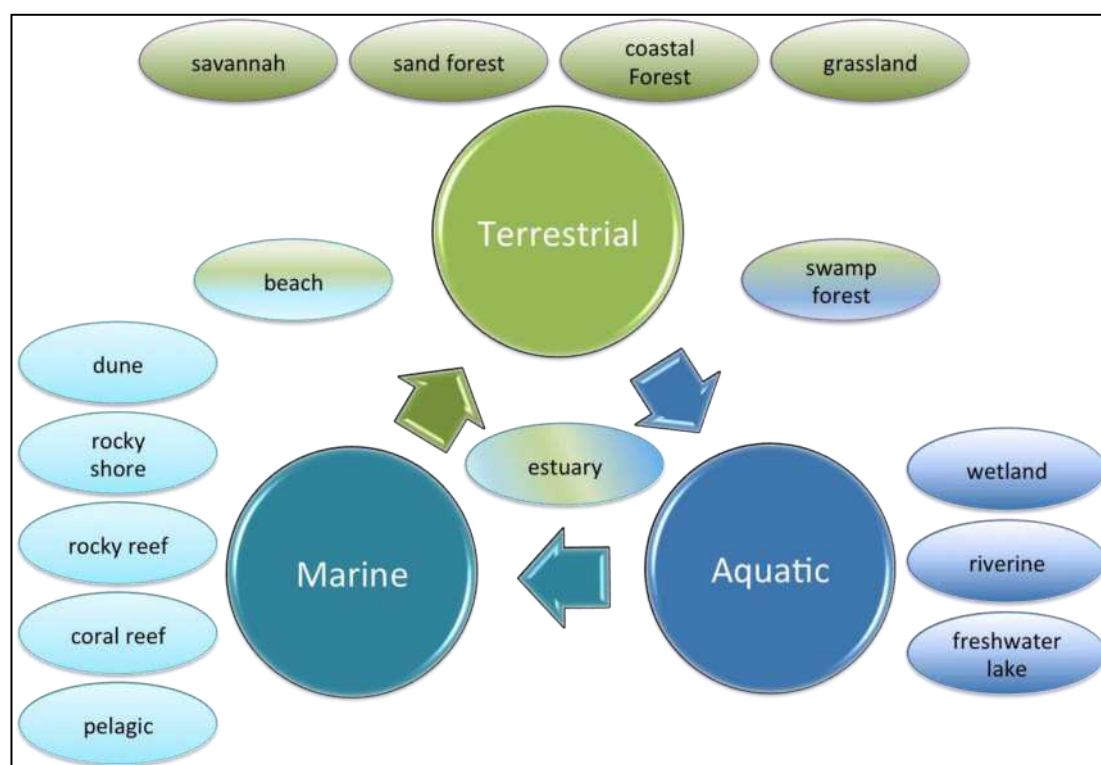 savannah
sand forest
coastal
Forest
grassland
Terrestrial
beach
swamp
forest
dune
rocky
shore
rocky reef
coral reef
pelagic
estuary
Marine
Aquatic
wetland
riverine
freshwater
lake